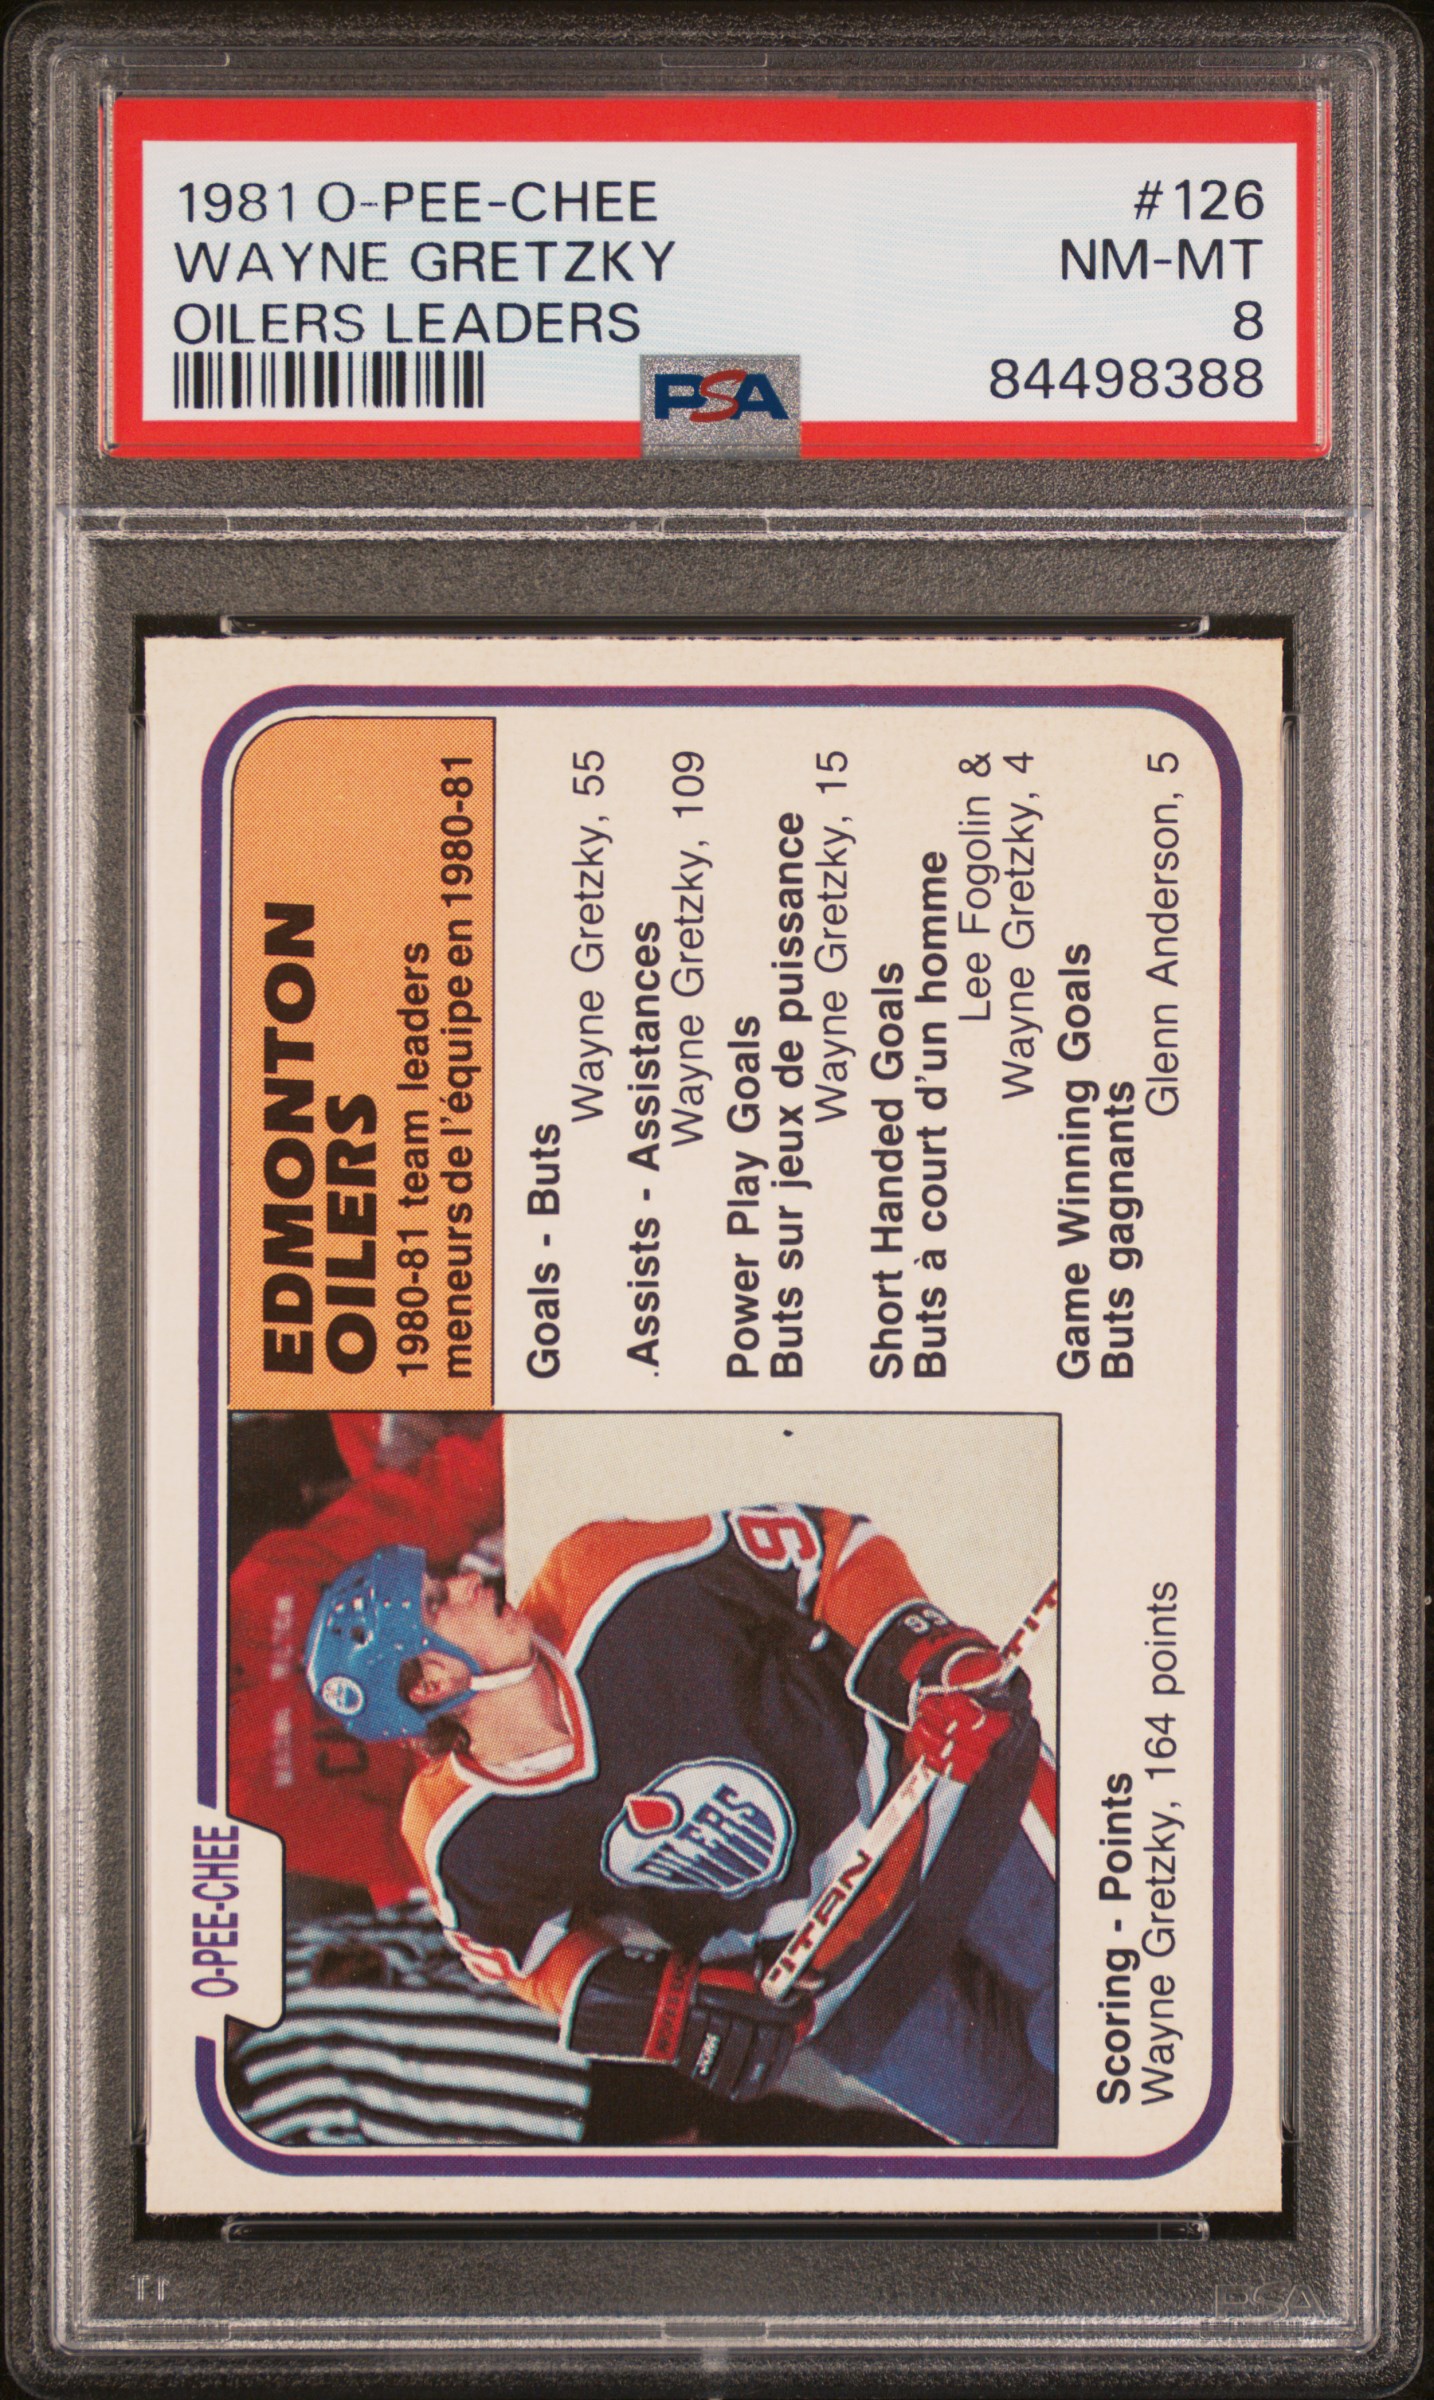 1981 O-PEE-CHEE #126
WAYNE GRETZKY NM-MT
OILERS LEADERS 8
84498388
PSA
O-PEE-CHEE
EDMONTON
OILERS
1980-81 team leaders
meneurs de l'équipe en 1980-81
Goals - Buts
Wayne Gretzky, 55
.Assists - Assistances
Wayne Gretzky, 109
Power Play Goals
Buts sur jeux de puissance
Wayne Gretzky, 15
Short Handed Goals
Buts à court d'un homme
Lee Fogolin &
Wayne Gretzky, 4
Game Winning Goals
Buts gagnants
Glenn Anderson, 5
Scoring - Points
Wayne Gretzky, 164 points
OILERS
TITAN
TIT
99
9
PSA